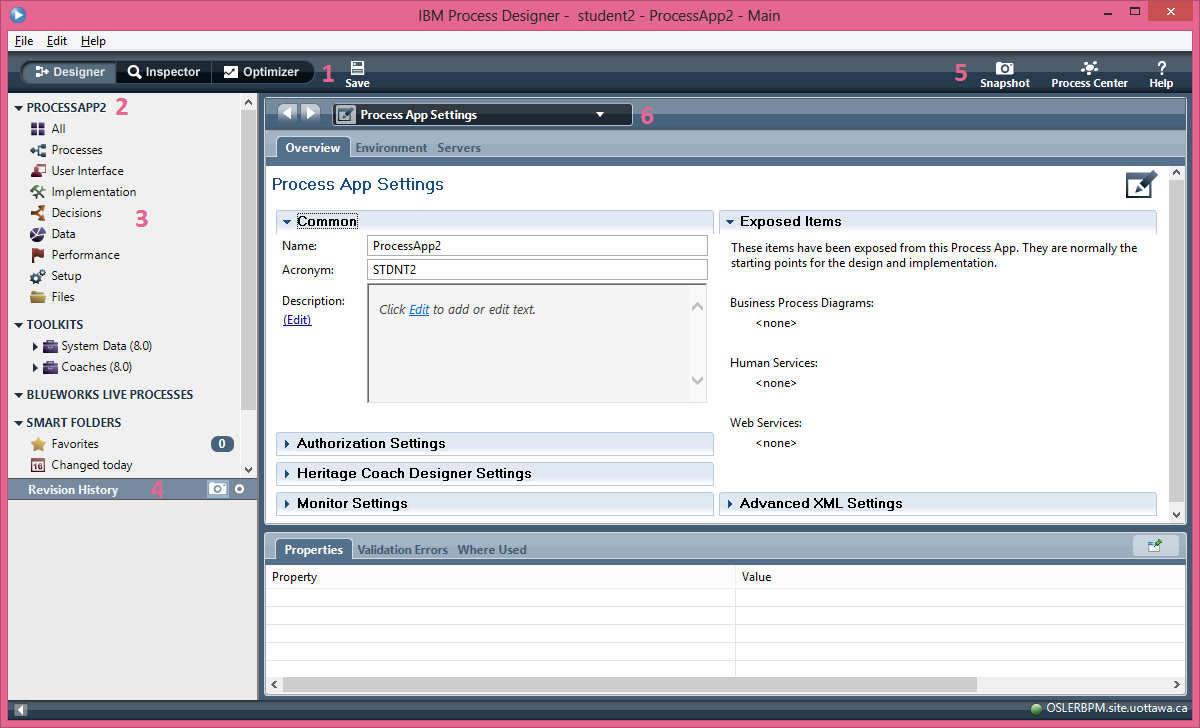 IBM Process Designer - student2 - ProcessApp2 - Main
File Edit Help
Designer Inspector Optimizer 1 Save 5 Snapshot Process Center Help
PROCESSAPP2 2
All
Processes
User Interface
Implementation
Decisions
3
Data
Performance
Setup
Files
TOOLKITS
System Data (8.0)
Coaches (8.0)
BLUEWORKS LIVE PROCESSES
SMART FOLDERS
Favorites 0
16 Changed today
Revision History 4
Process App Settings 6
Overview Environment Servers
Process App Settings
Common
Name: ProcessApp2
Acronym: STDNT2
Description: (Edit)
Click Edit to add or edit text.
Authorization Settings
Heritage Coach Designer Settings
Monitor Settings
Exposed Items
These items have been exposed from this Process App. They are normally the
starting points for the design and implementation.
Business Process Diagrams:
<none>
Human Services:
<none>
Web Services:
<none>
Advanced XML Settings
Properties Validation Errors Where Used
Property Value
OSLERBPM.site.uottawa.ca